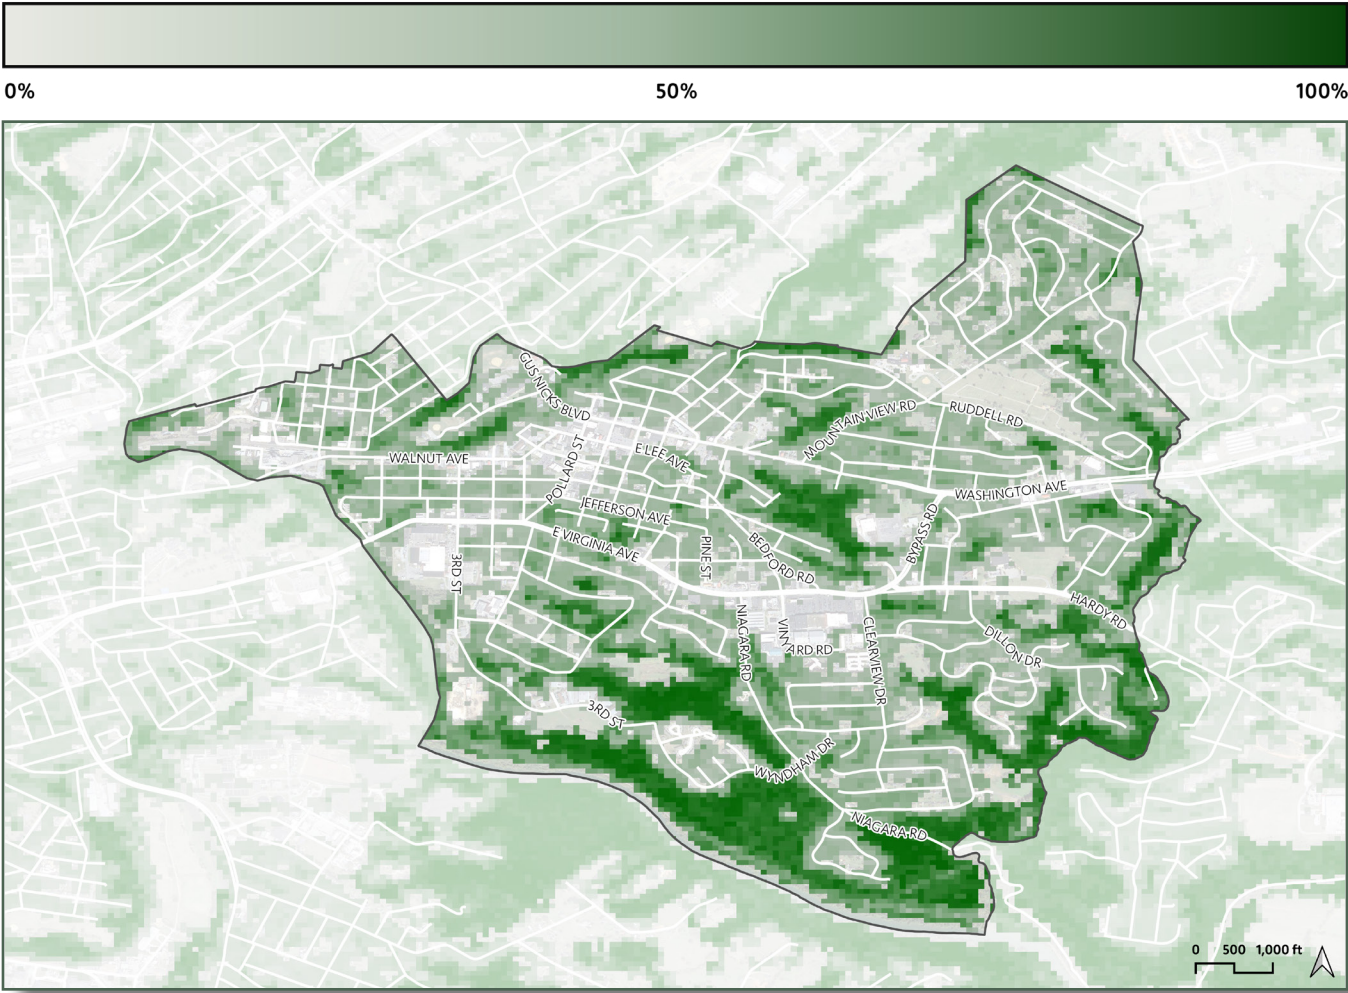 0%
50%
100%
GUS NICKS BLVD
MOUNTAIN VIEW RD
RUDDELL RD
WALNUT AVE
POLLARD ST
E LEE AVE
WASHINGTON AVE
JEFFERSON AVE
E VIRGINIA AVE
BYPASS RD
3RD ST
PINE ST
BEDFORD RD
HARDY RD
NIAGARA RD
VINYARD RD
CLEARVIEW DR
DILLON DR
3RD ST
WYNDHAM DR
NIAGARA RD
0 500 1,000 ft